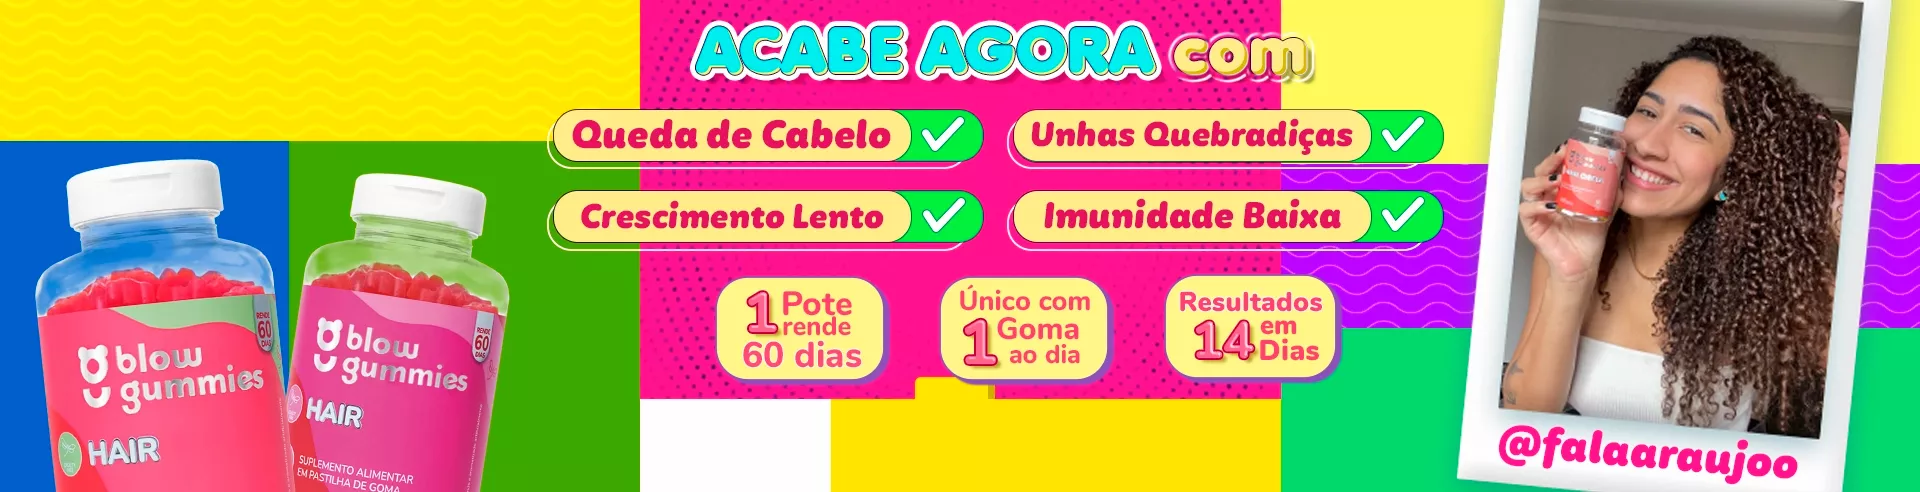 ACABE AGORA com
Queda de Cabelo
Unhas Quebradiças
Crescimento Lento
Imunidade Baixa
1 Pote
rende
60 dias
Único com
1 Goma
ao dia
Resultados
14 em
Dias
blow
gummies
HAIR
RENDE
60
DIAS
blow
gummies
HAIR
SUPLEMENTO ALIMENTAR
EM PASTILHA DE GOMA
RENDE
60
DIAS
@falaaraujoo